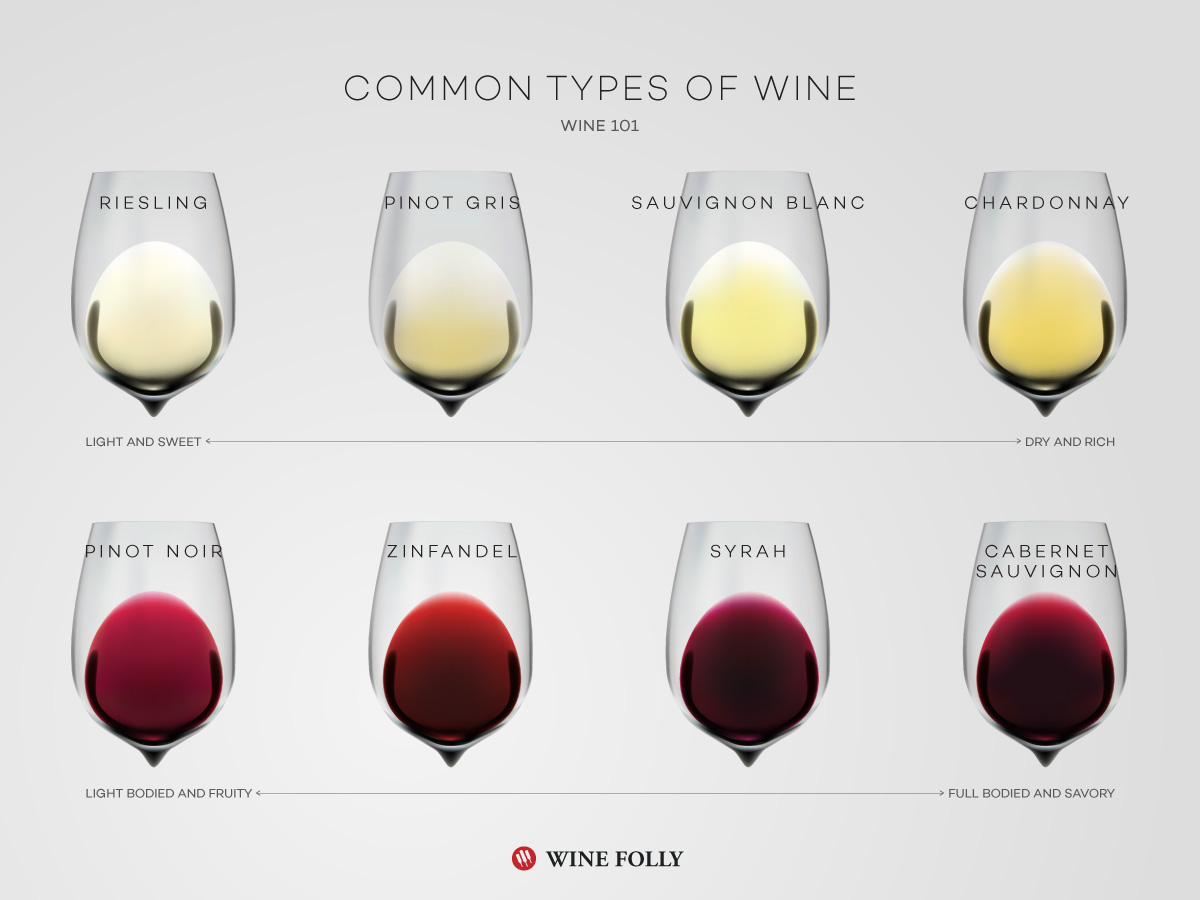 COMMON TYPES OF WINE
WINE 101
RIESLING
PINOT GRIS
SAUVIGNON BLANC
CHARDONNAY
LIGHT AND SWEET
DRY AND RICH
PINOT NOIR
ZINFANDEL
SYRAH
CABERNET
SAUVIGNON
LIGHT BODIED AND FRUITY
FULL BODIED AND SAVORY
WINE FOLLY